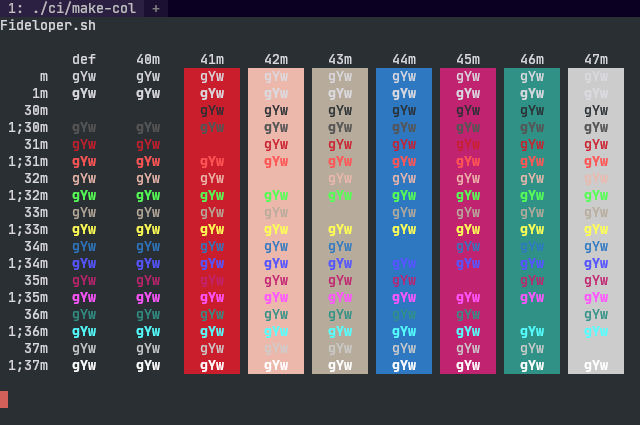 1: ./ci/make-col +
Fideloper.sh
def 40m 41m 42m 43m 44m 45m 46m 47m
m gYw gYw gYw gYw gYw gYw gYw gYw gYw
1m gYw gYw gYw gYw gYw gYw gYw gYw gYw
30m gYw gYw gYw gYw gYw gYw gYw
1;30m gYw gYw gYw gYw gYw gYw gYw gYw gYw
31m gYw gYw gYw gYw gYw gYw gYw gYw
1;31m gYw gYw gYw gYw gYw gYw gYw gYw gYw
32m gYw gYw gYw gYw gYw gYw gYw gYw
1;32m gYw gYw gYw gYw gYw gYw gYw gYw gYw
33m gYw gYw gYw gYw gYw gYw gYw gYw
1;33m gYw gYw gYw gYw gYw gYw gYw gYw gYw
34m gYw gYw gYw gYw gYw gYw gYw gYw
1;34m gYw gYw gYw gYw gYw gYw gYw gYw gYw
35m gYw gYw gYw gYw gYw gYw gYw gYw
1;35m gYw gYw gYw gYw gYw gYw gYw gYw gYw
36m gYw gYw gYw gYw gYw gYw gYw gYw
1;36m gYw gYw gYw gYw gYw gYw gYw gYw gYw
37m gYw gYw gYw gYw gYw gYw gYw gYw
1;37m gYw gYw gYw gYw gYw gYw gYw gYw gYw